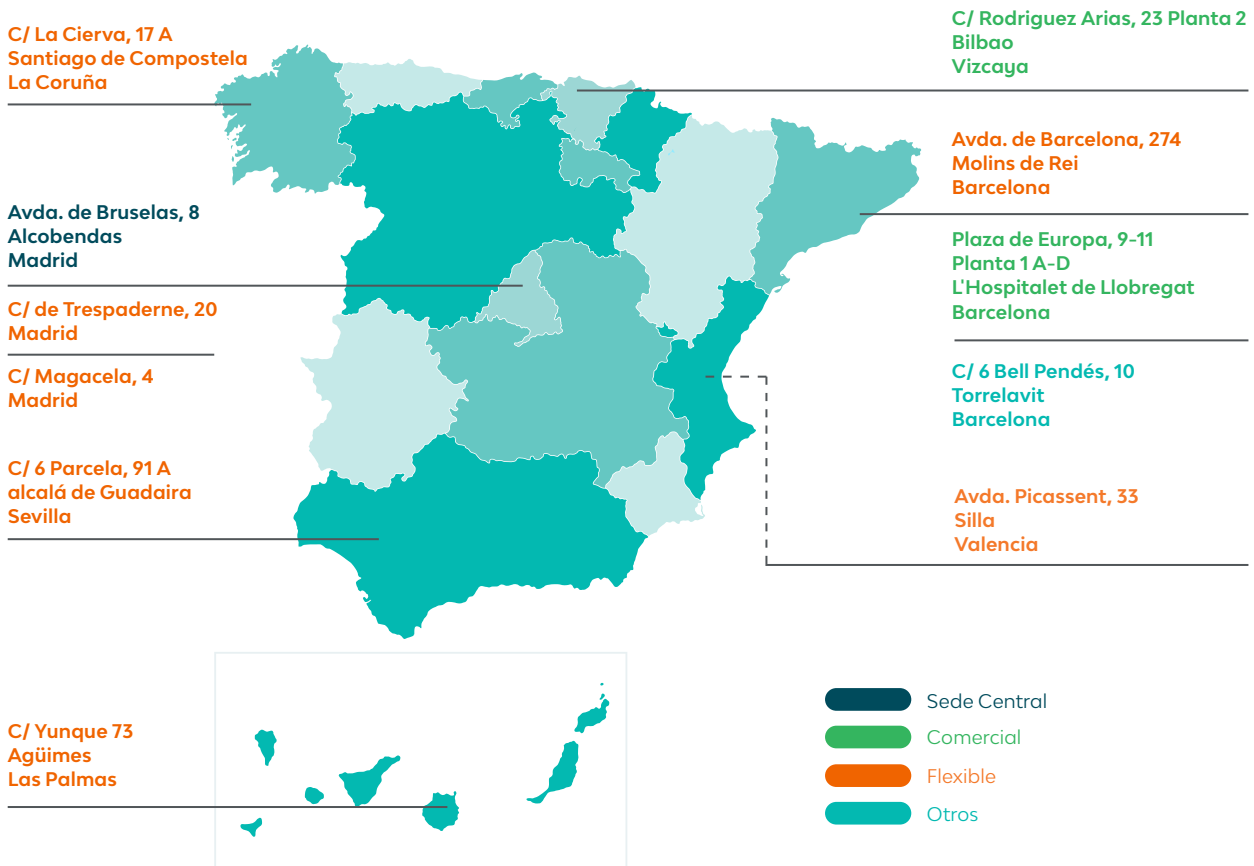 C/ La Cierva, 17 A
Santiago de Compostela
La Coruña
Avda. de Bruselas, 8
Alcobendas
Madrid
C/ de Trespaderne, 20
Madrid
C/ Magacela, 4
Madrid
C/ 6 Parcela, 91 A
alcalá de Guadaira
Sevilla
C/ Yunque 73
Agüimes
Las Palmas
C/ Rodriguez Arias, 23 Planta 2
Bilbao
Vizcaya
Avda. de Barcelona, 274
Molins de Rei
Barcelona
Plaza de Europa, 9-11
Planta 1 A-D
L'Hospitalet de Llobregat
Barcelona
C/ 6 Bell Pendés, 10
Torrelavit
Barcelona
Avda. Picassent, 33
Silla
Valencia
Sede Central
Comercial
Flexible
Otros